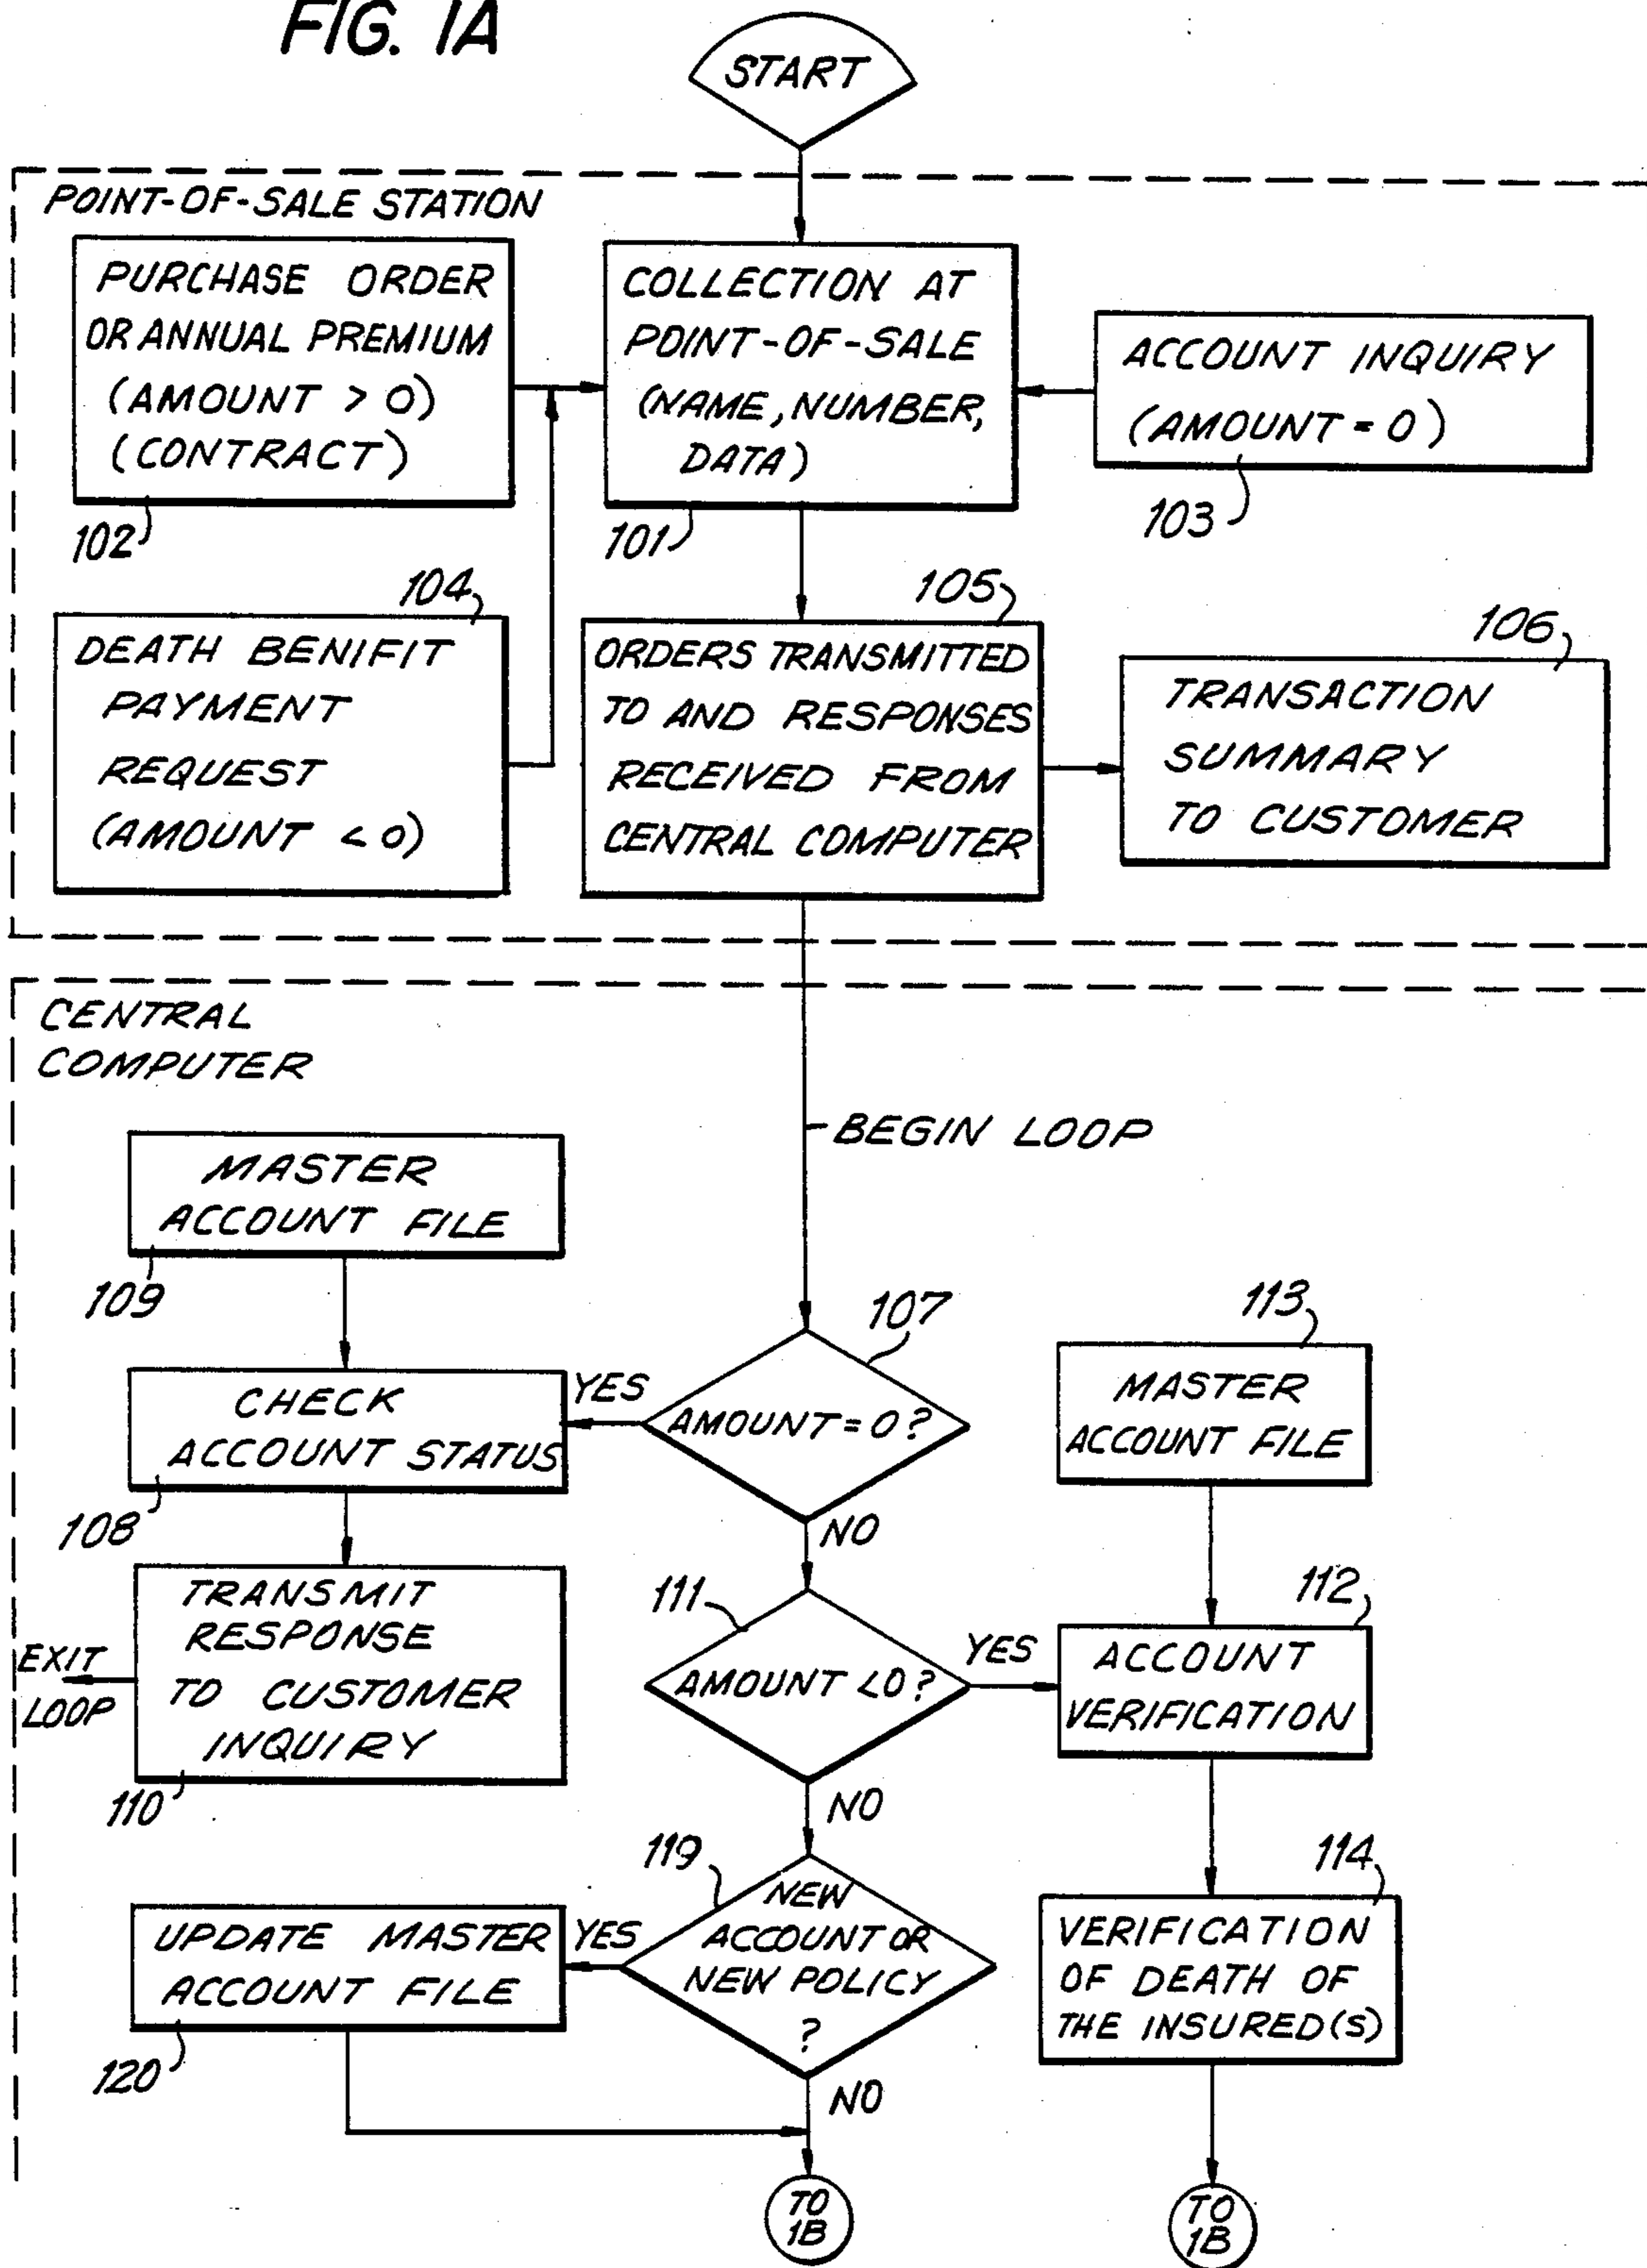 FIG. 1A
START
POINT-OF-SALE STATION
PURCHASE ORDER
OR ANNUAL PREMIUM
(AMOUNT > 0)
(CONTRACT)
102
COLLECTION AT
POINT-OF-SALE
(NAME, NUMBER,
DATA)
101
ACCOUNT INQUIRY
(AMOUNT = 0)
103
104
DEATH BENIFIT
PAYMENT
REQUEST
(AMOUNT < 0)
105
ORDERS TRANSMITTED
TO AND RESPONSES
RECEIVED FROM
CENTRAL COMPUTER
106
TRANSACTION
SUMMARY
TO CUSTOMER
CENTRAL
COMPUTER
BEGIN LOOP
MASTER
ACCOUNT FILE
109
107
AMOUNT = 0?
YES
NO
CHECK
ACCOUNT STATUS
108
113
MASTER
ACCOUNT FILE
TRANSMIT
RESPONSE
TO CUSTOMER
INQUIRY
110
EXIT
LOOP
111
AMOUNT <0?
YES
NO
112
ACCOUNT
VERIFICATION
119
NEW
ACCOUNT OR
NEW POLICY
?
YES
NO
UPDATE MASTER
ACCOUNT FILE
120
114
VERIFICATION
OF DEATH OF
THE INSURED(S)
TO
1B
TO
1B